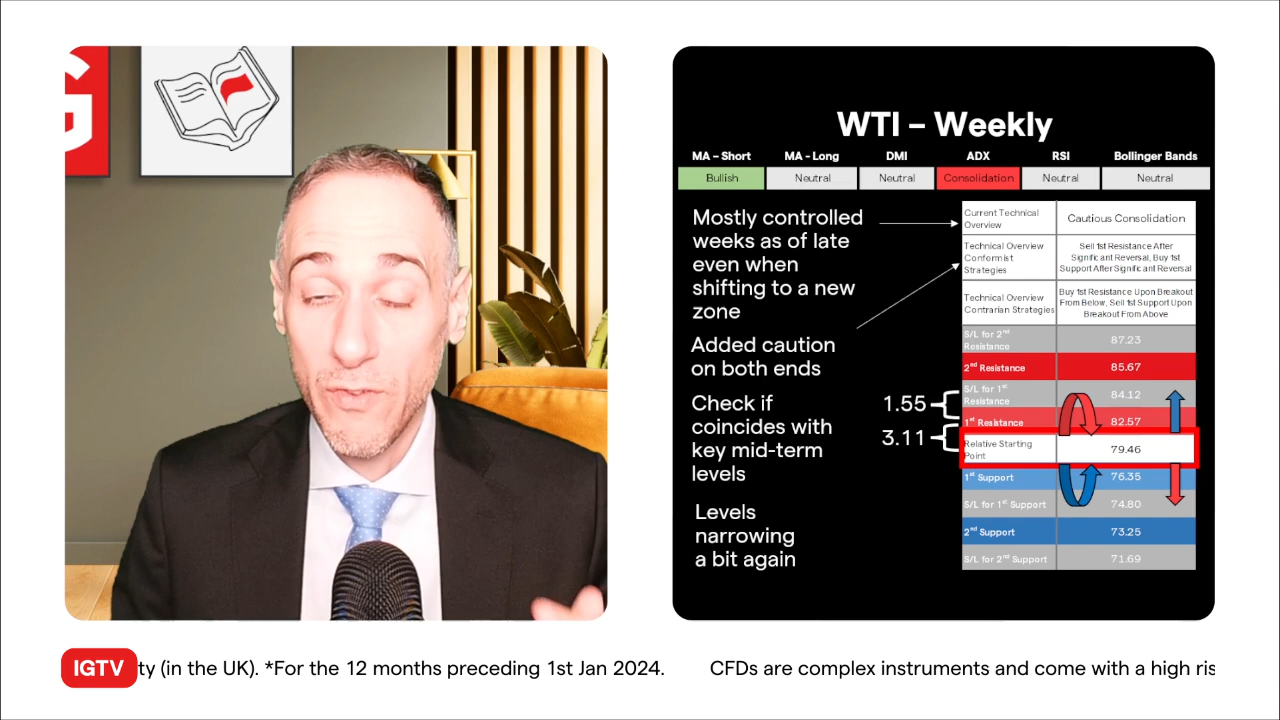 G
WTI – Weekly
MA – Short MA - Long DMI ADX RSI Bollinger Bands
Bullish Neutral Neutral Consolidation Neutral Neutral
Mostly controlled
weeks as of late
even when
shifting to a new
zone
Added caution
on both ends
Check if
coincides with
key mid-term
levels
Levels
narrowing
a bit again
1.55
3.11
Current Technical
Overview
Cautious Consolidation
Technical Overview
Conformist
Strategies
Sell 1st Resistance After
Significant Reversal, Buy 1st
Support After Significant Reversal
Technical Overview
Contrarian Strategies
Buy 1st Resistance Upon Breakout
From Below, Sell 1st Support Upon
Breakout From Above
S/L for 2nd
Resistance
87.23
2nd Resistance 85.67
S/L for 1st
Resistance
84.12
1st Resistance 82.57
Relative Starting
Point
79.46
1st Support 76.35
S/L for 1st Support 74.80
2nd Support 73.25
S/L for 2nd Support 71.69
IGTV ty (in the UK). *For the 12 months preceding 1st Jan 2024. CFDs are complex instruments and come with a high ris